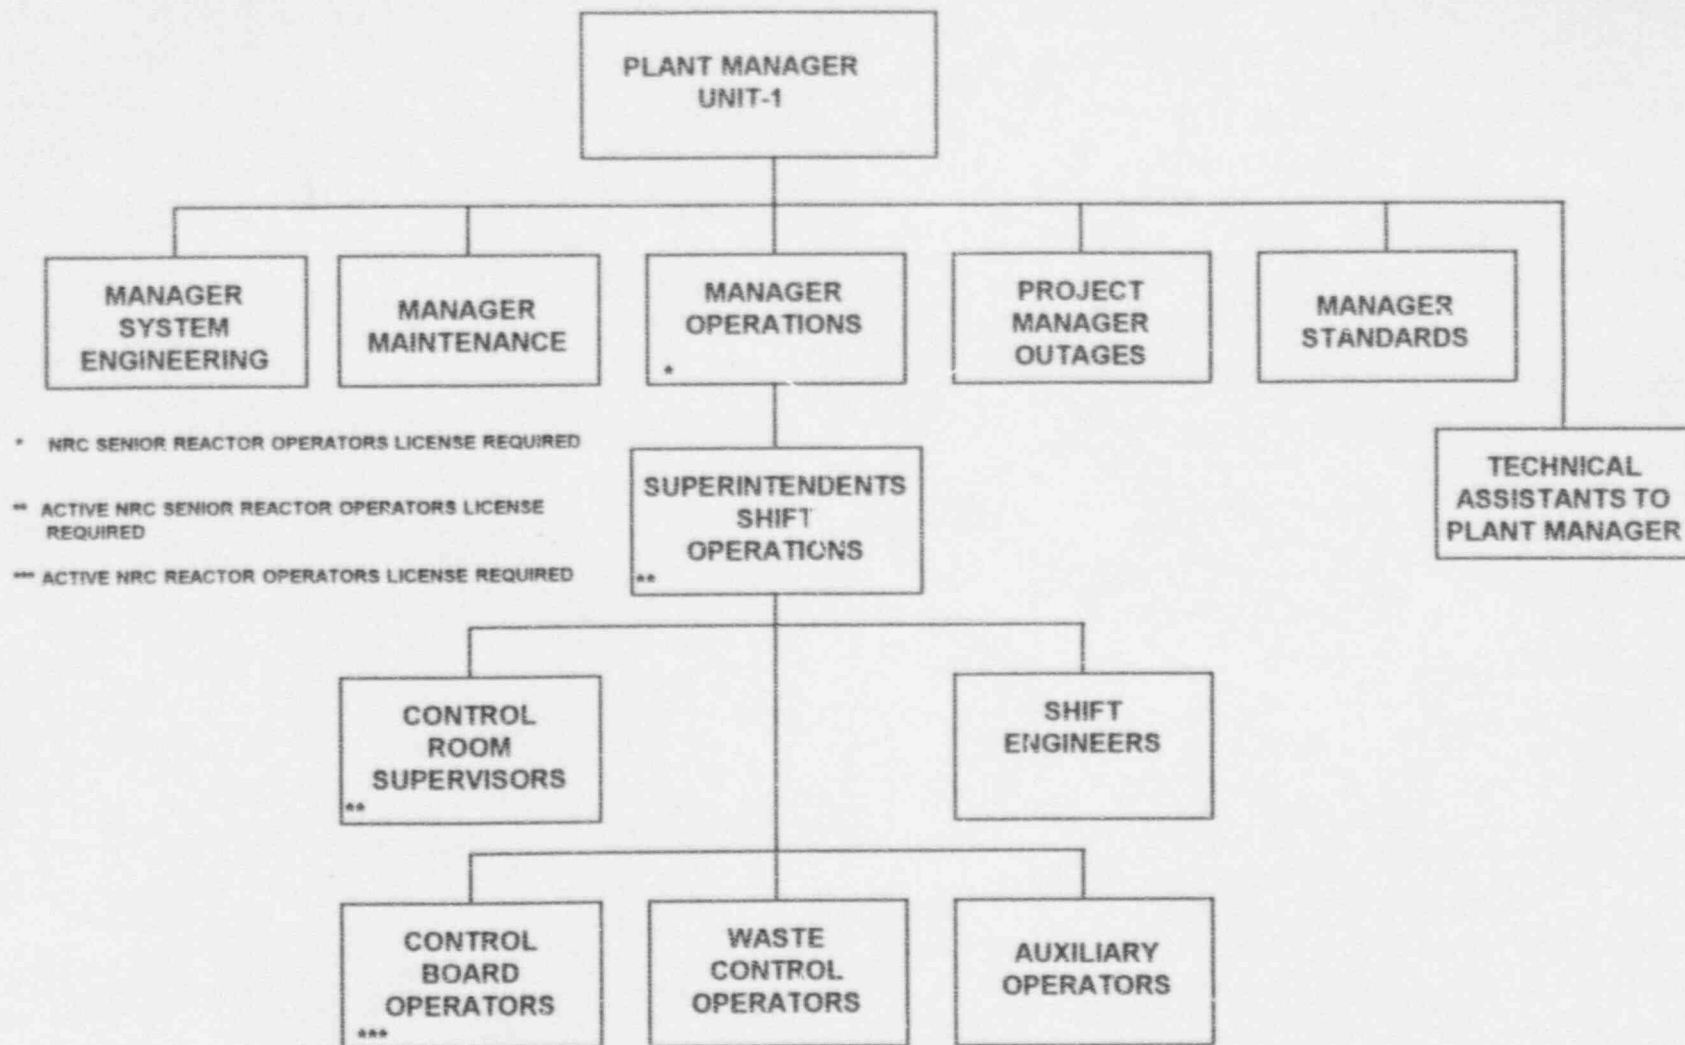 PLANT MANAGER
UNIT-1
MANAGER
SYSTEM
ENGINEERING
MANAGER
MAINTENANCE
MANAGER
OPERATIONS
*
PROJECT
MANAGER
OUTAGES
MANAGER
STANDARDS
TECHNICAL
ASSISTANTS TO
PLANT MANAGER
* NRC SENIOR REACTOR OPERATORS LICENSE REQUIRED
** ACTIVE NRC SENIOR REACTOR OPERATORS LICENSE
REQUIRED
*** ACTIVE NRC REACTOR OPERATORS LICENSE REQUIRED
SUPERINTENDENTS
SHIFT
OPERATIONS
**
CONTROL
ROOM
SUPERVISORS
**
SHIFT
ENGINEERS
CONTROL
BOARD
OPERATORS
***
WASTE
CONTROL
OPERATORS
AUXILIARY
OPERATORS